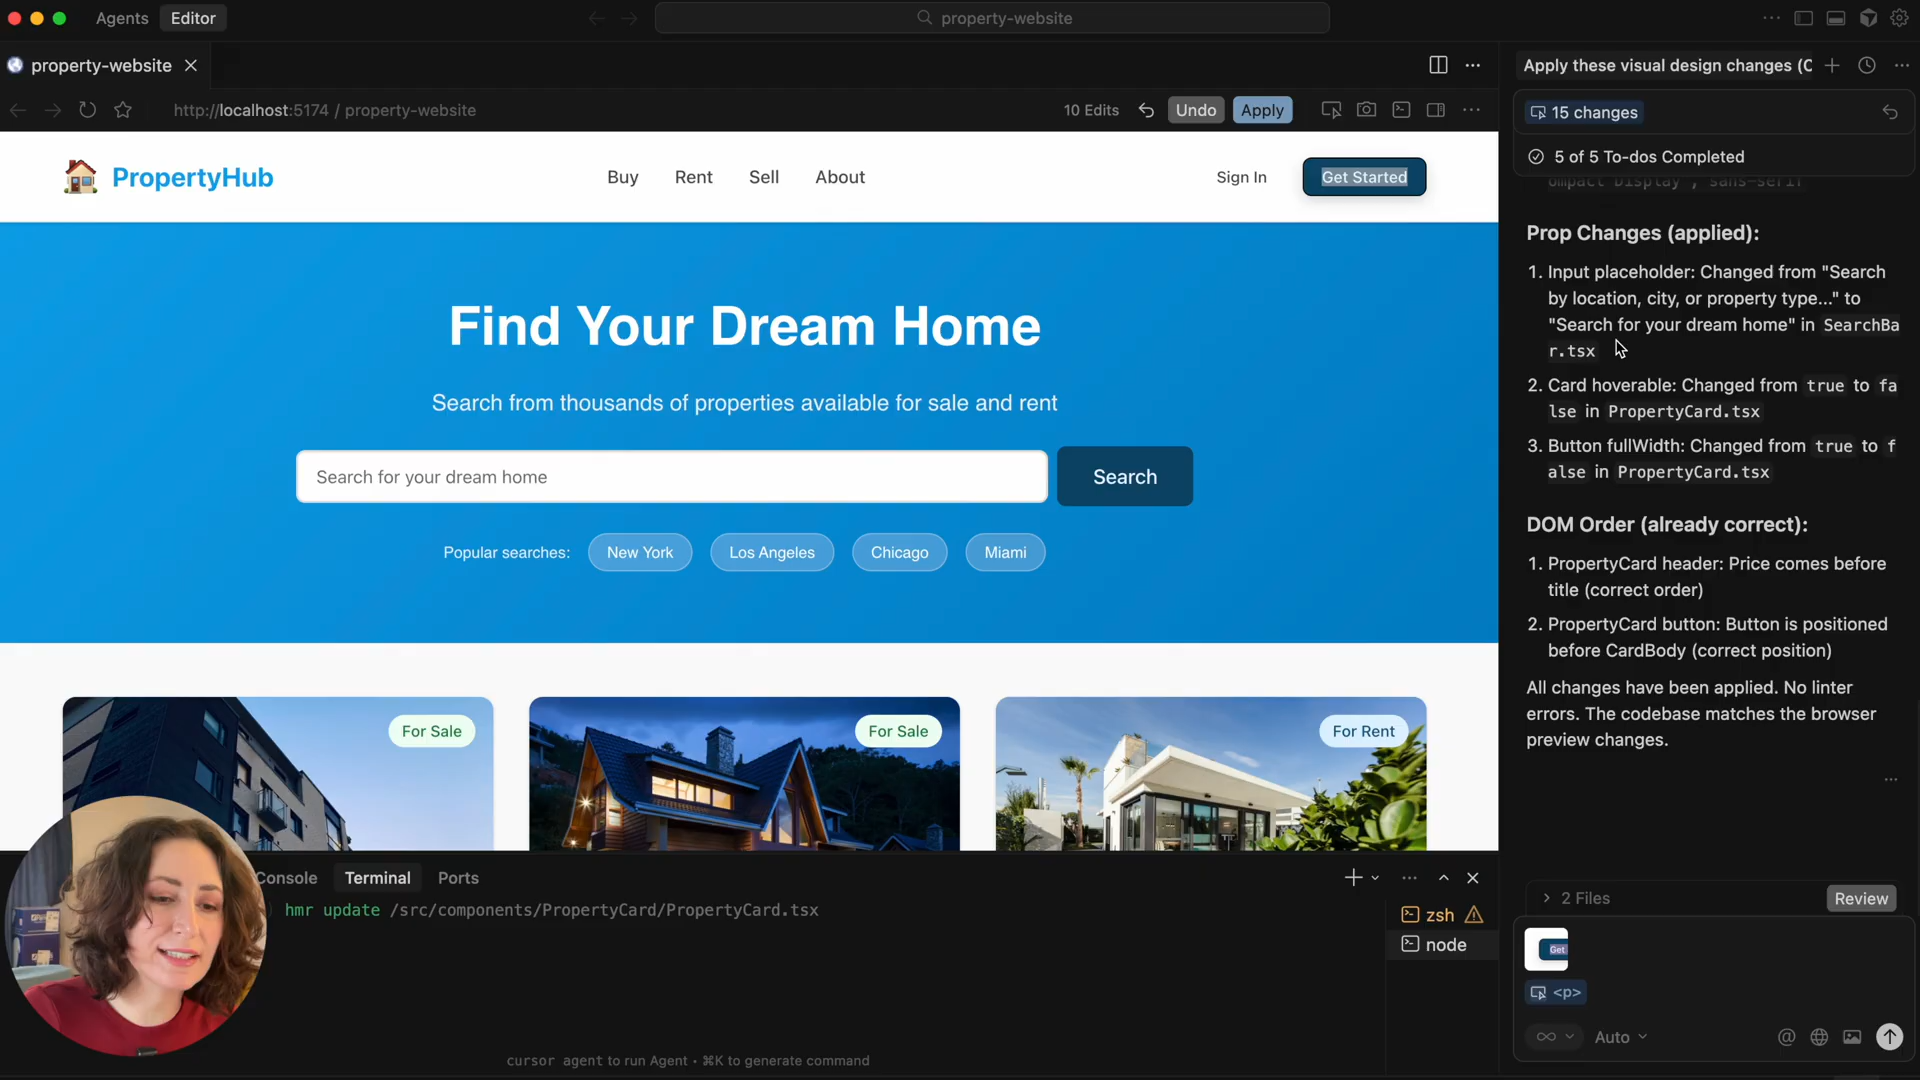 Agents
Editor
property-website
property-website
http://localhost:5174 / property-website
10 Edits
Undo
Apply
PropertyHub
Buy
Rent
Sell
About
Sign In
Get Started
Find Your Dream Home
Search from thousands of properties available for sale and rent
Search for your dream home
Search
Popular searches:
New York
Los Angeles
Chicago
Miami
For Sale
For Sale
For Rent
Console
Terminal
Ports
hmr update /src/components/PropertyCard/PropertyCard.tsx
zsh
node
cursor agent to run Agent • ⌘K to generate command
Apply these visual design changes (C
15 changes
5 of 5 To-dos Completed
ompact Display", sans-serif
Prop Changes (applied):
1. Input placeholder: Changed from "Search
by location, city, or property type..." to
"Search for your dream home" in SearchBa
r.tsx
2. Card hoverable: Changed from true to fa
lse in PropertyCard.tsx
3. Button fullWidth: Changed from true to f
alse in PropertyCard.tsx
DOM Order (already correct):
1. PropertyCard header: Price comes before
title (correct order)
2. PropertyCard button: Button is positioned
before CardBody (correct position)
All changes have been applied. No linter
errors. The codebase matches the browser
preview changes.
2 Files
Review
Get
<p>
Auto